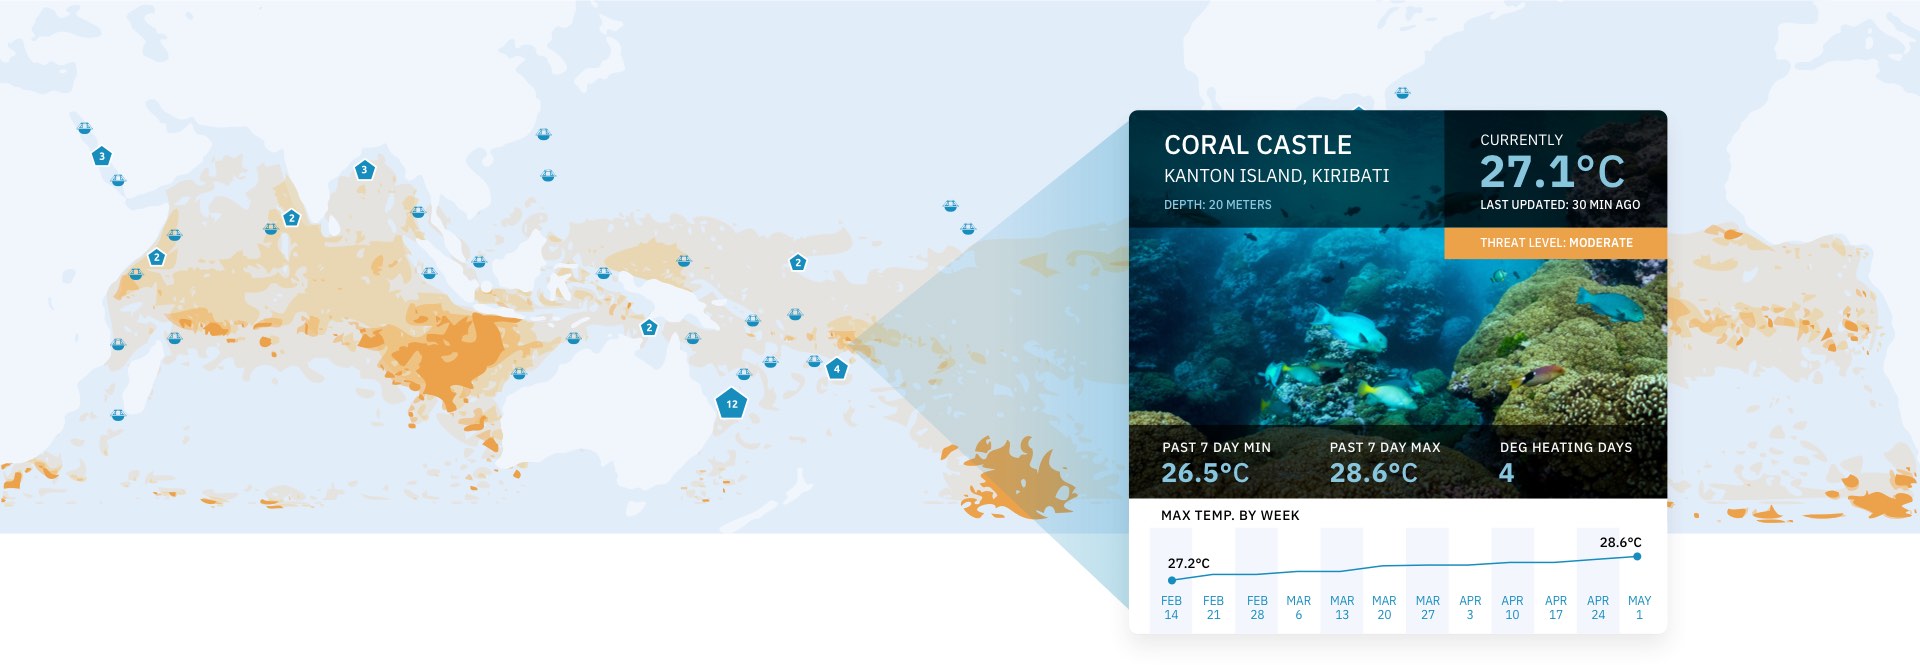 3
3
2
2
2
2
4
12
CORAL CASTLE
KANTON ISLAND, KIRIBATI
DEPTH: 20 METERS
CURRENTLY
27.1°C
LAST UPDATED: 30 MIN AGO
THREAT LEVEL: MODERATE
PAST 7 DAY MIN
26.5°C
PAST 7 DAY MAX
28.6°C
DEG HEATING DAYS
4
MAX TEMP. BY WEEK
27.2°C
28.6°C
FEB 14
FEB 21
FEB 28
MAR 6
MAR 13
MAR 20
MAR 27
APR 3
APR 10
APR 17
APR 24
MAY 1